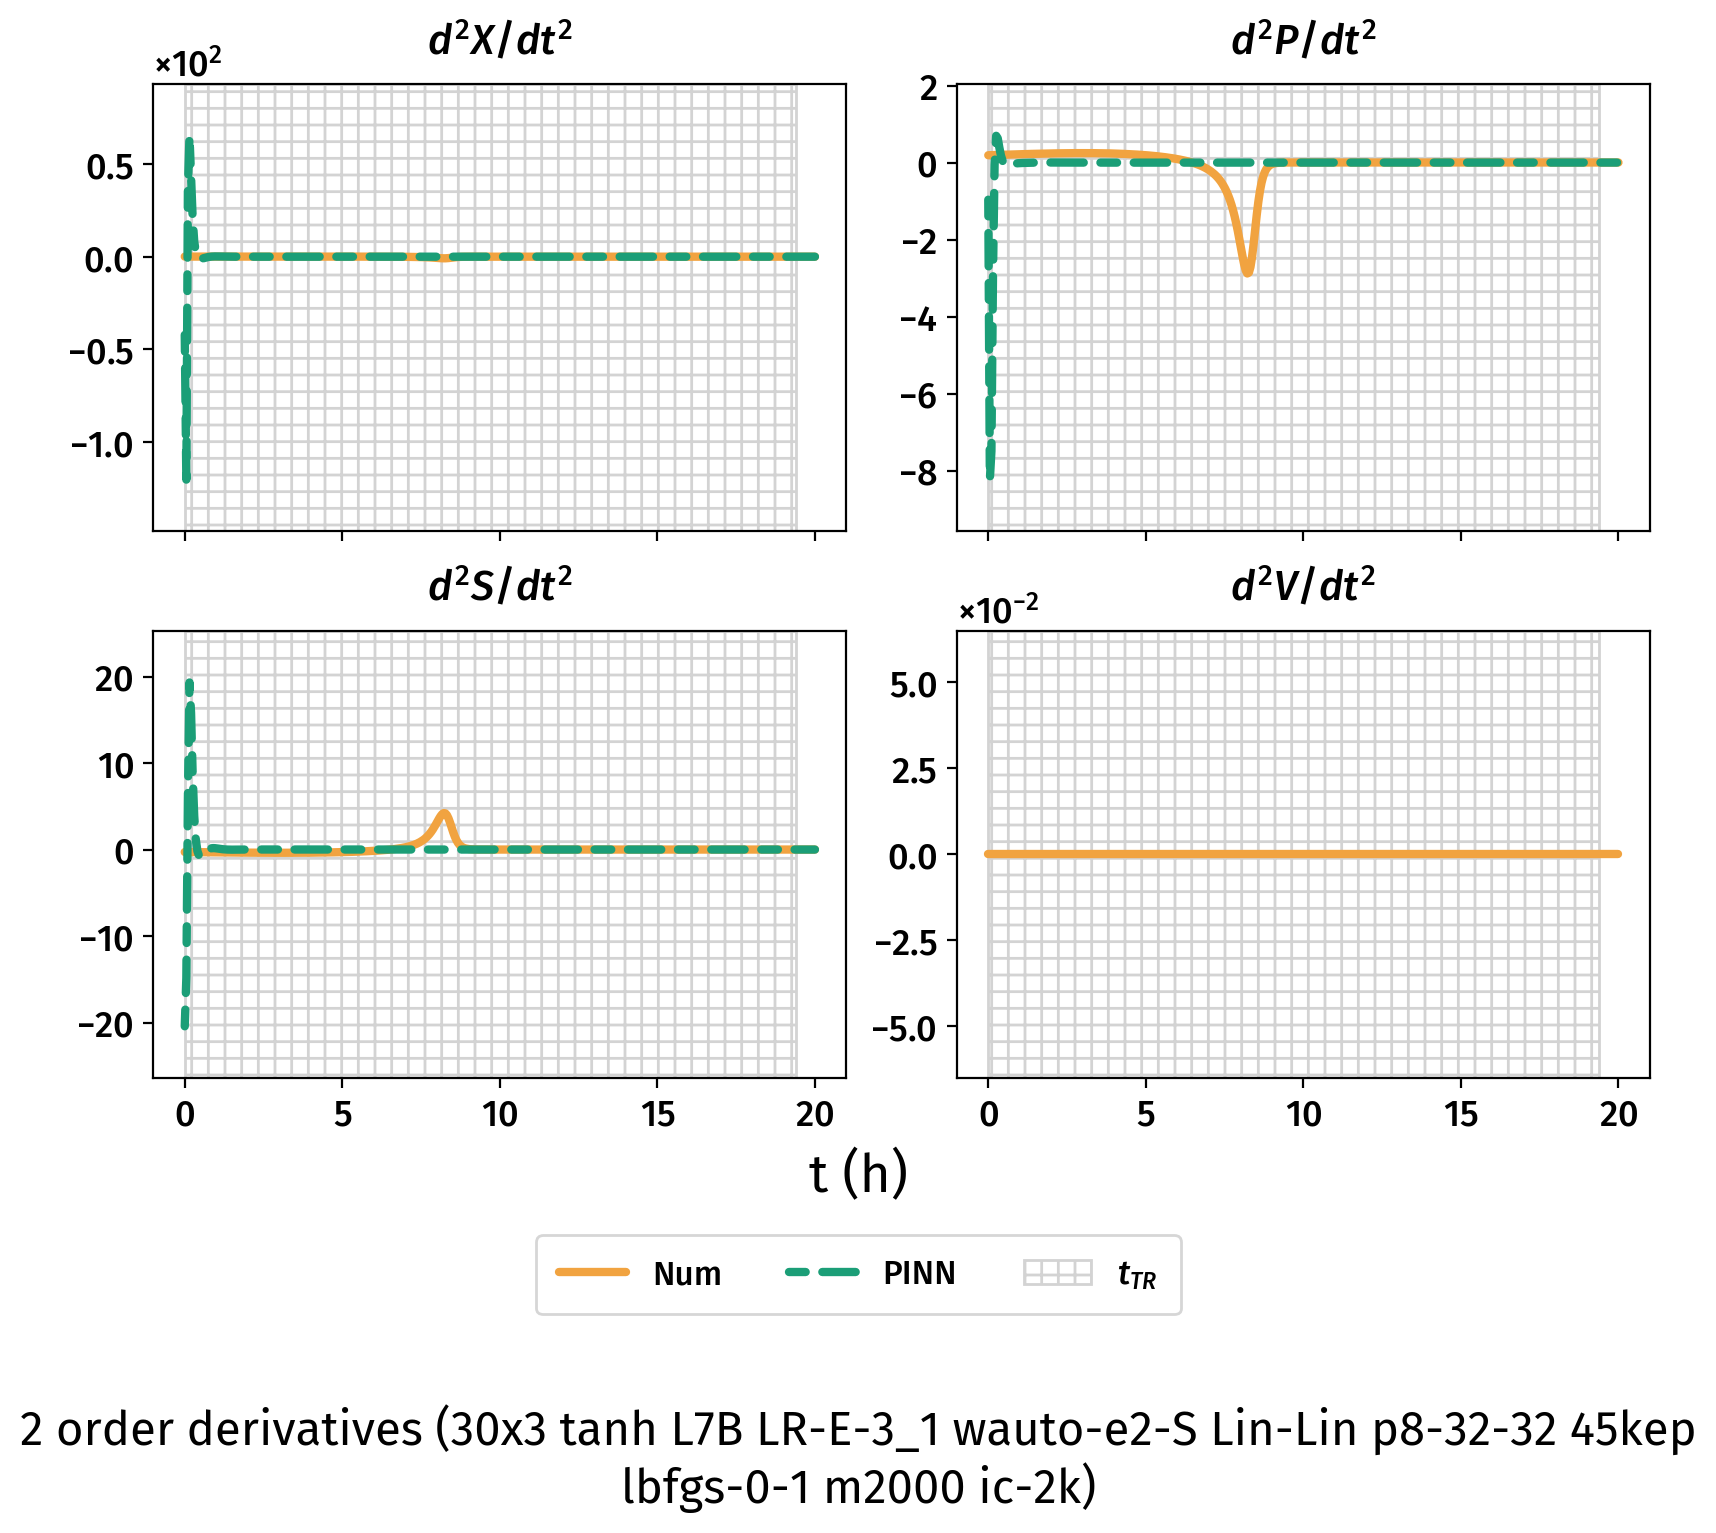 d²X/dt²
×10²
0.5
0.0
−0.5
−1.0
d²P/dt²
2
0
−2
−4
−6
−8
d²S/dt²
20
10
0
−10
−20
0 5 10 15 20
d²V/dt²
×10⁻²
5.0
2.5
0.0
−2.5
−5.0
0 5 10 15 20
t (h)
Num PINN t_TR
2 order derivatives (30x3 tanh L7B LR-E-3_1 wauto-e2-S Lin-Lin p8-32-32 45kep
lbfgs-0-1 m2000 ic-2k)